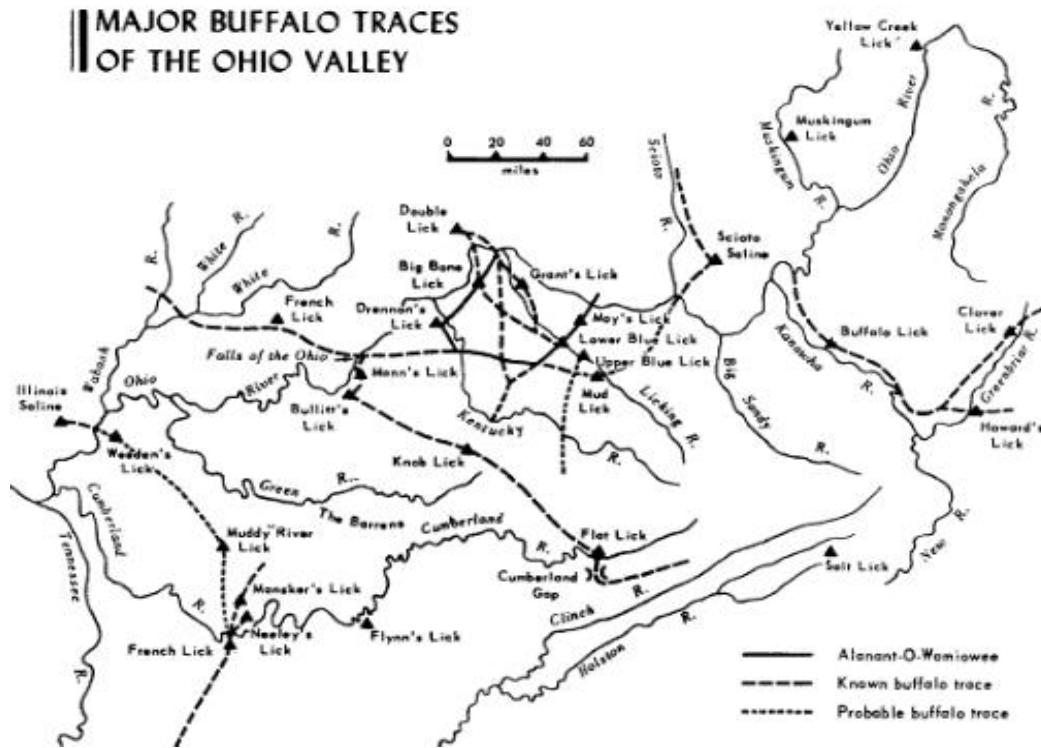 MAJOR BUFFALO TRACES
OF THE OHIO VALLEY
0 20 40 60
miles
Yellow Creek
Lick
River
Ohio
R.
Monongahela
Muskingum
Lick
Muskingum
R.
Scioto
R.
Scioto
Saline
Double
Lick
Big Bone
Lick
Grant's Lick
Drennon's
Lick
May's Lick
Lower Blue Lick
Upper Blue Lick
Mud
Lick
Licking
R.
Big
Sandy
R.
Kanawha
R.
Buffalo Lick
Clover
Lick
Greenbriar R.
Howard's
Lick
R.
White R.
White R.
French
Lick
Falls of the Ohio
Mann's Lick
Bullitt's
Lick
Wabash
Ohio
River
Illinois
Saline
Weeden's
Lick
Kentucky
R.
Knob Lick
Green
R.
The Barrens
Cumberland
R.
Cumberland
R.
Tennessee
R.
Muddy River
Lick
Mansker's Lick
Neeley's
Lick
French Lick
Flynn's Lick
Flat Lick
Cumberland
Gap
Clinch
R.
Holston
R.
Salt Lick
New
R.
Alanant-O-Wamiowee
Known buffalo trace
Probable buffalo trace